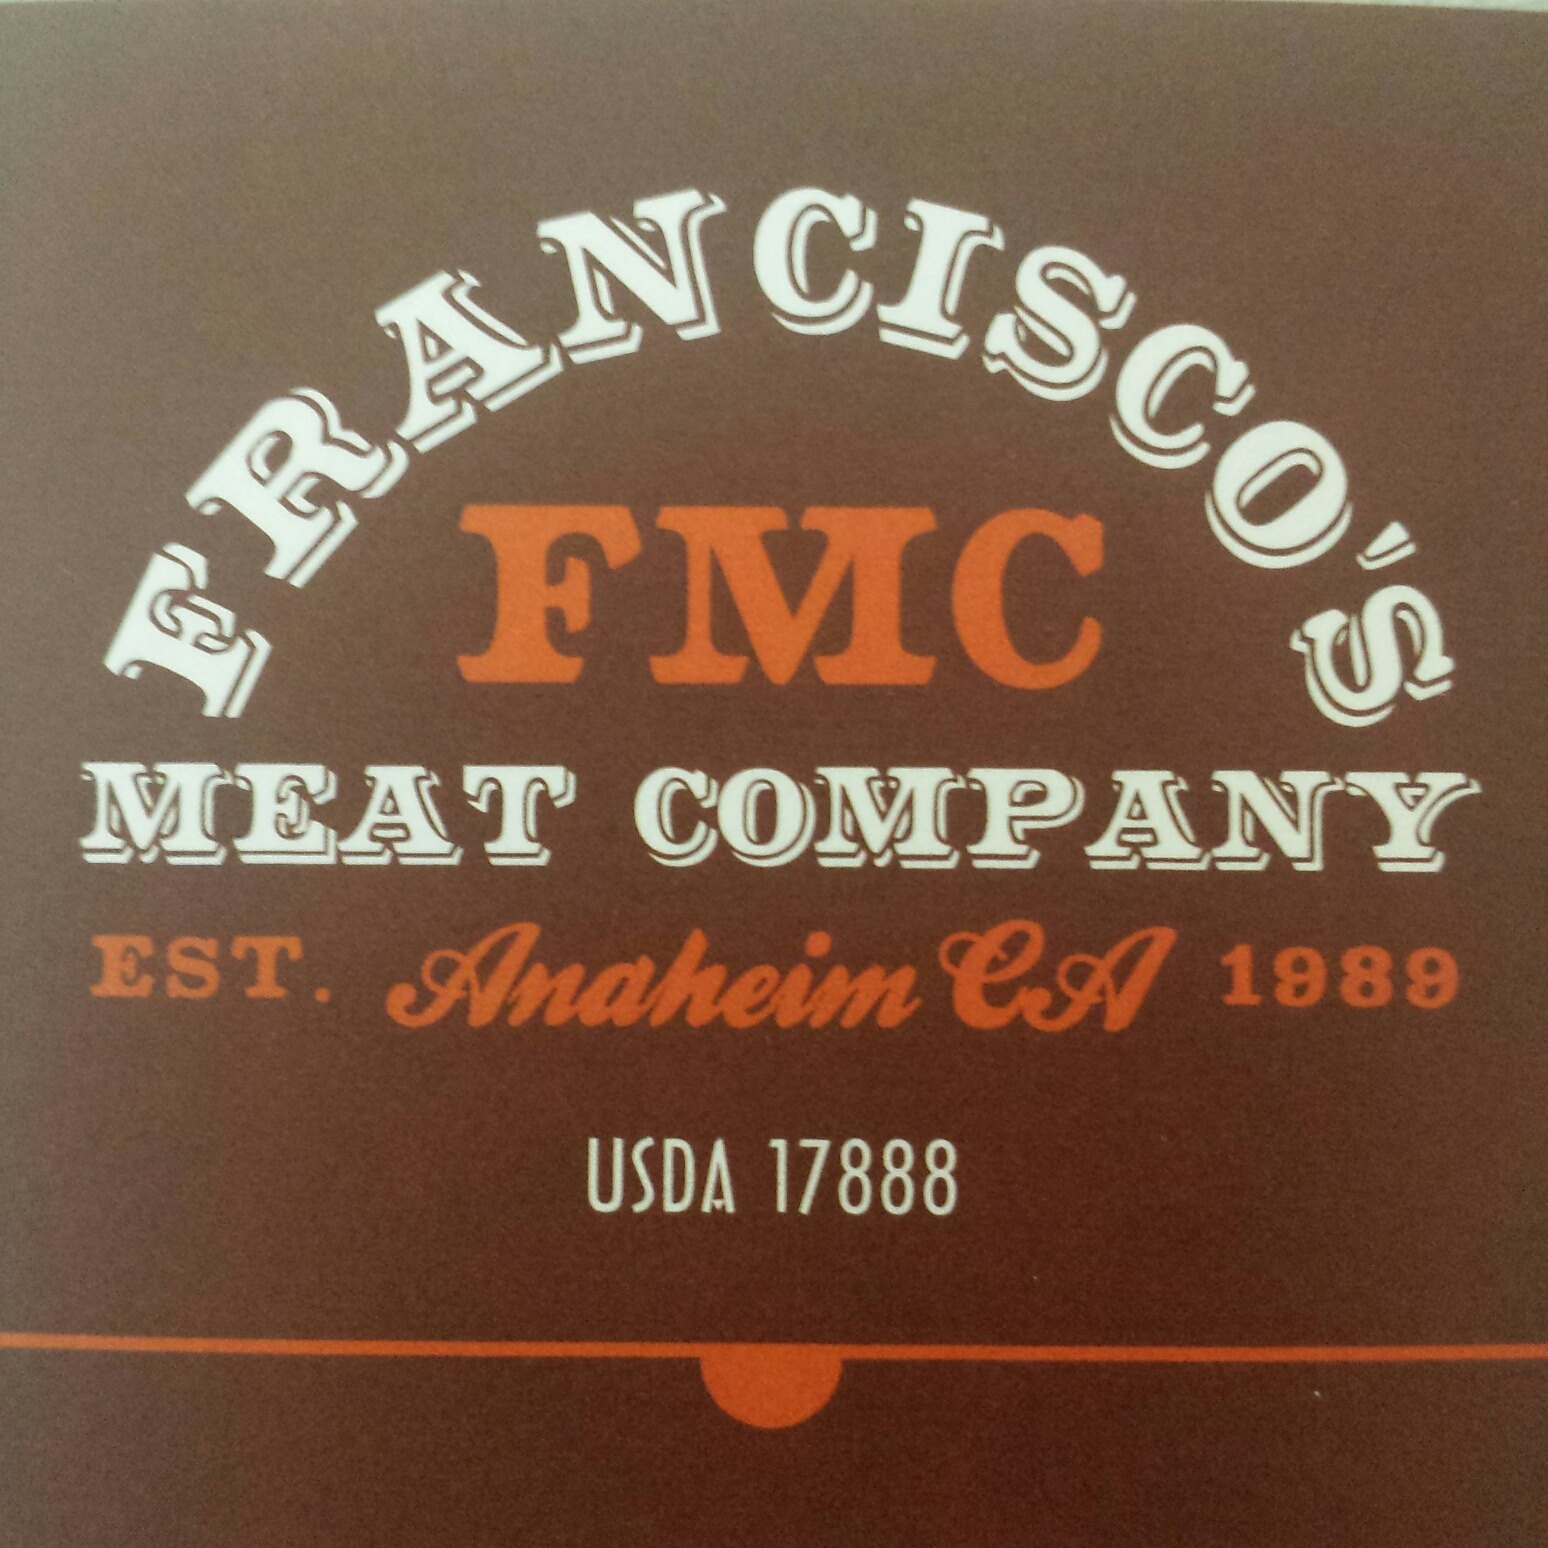 FRANCISCO'S
FMC
MEAT COMPANY
EST. Anaheim CA 1989
USDA 17888